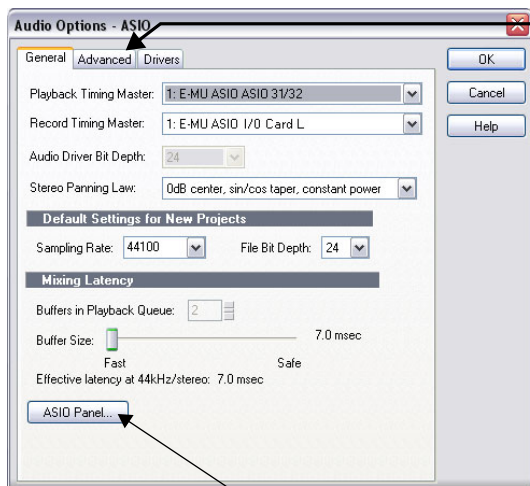 Audio Options - ASIO
General Advanced Drivers
OK
Cancel
Help
Playback Timing Master: 1: E-MU ASIO ASIO 31/32
Record Timing Master: 1: E-MU ASIO I/O Card L
Audio Driver Bit Depth: 24
Stereo Panning Law: 0dB center, sin/cos taper, constant power
Default Settings for New Projects
Sampling Rate: 44100 File Bit Depth: 24
Mixing Latency
Buffers in Playback Queue: 2
Buffer Size: 7.0 msec
Fast Safe
Effective latency at 44kHz/stereo: 7.0 msec
ASIO Panel...